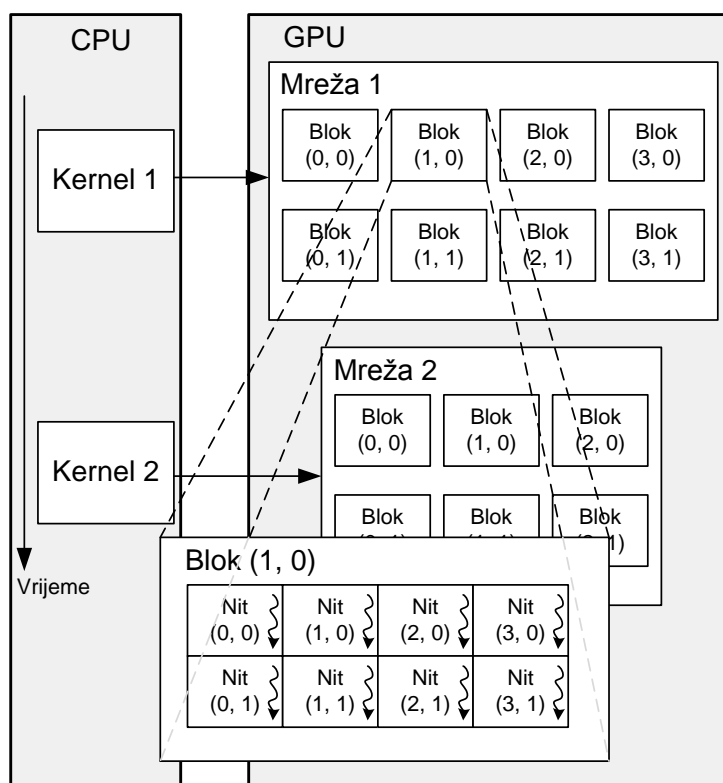 CPU
GPU
Mreža 1
Blok
(0, 0)
Blok
(1, 0)
Blok
(2, 0)
Blok
(3, 0)
Kernel 1
Blok
(0, 1)
Blok
(1, 1)
Blok
(2, 1)
Blok
(3, 1)
Mreža 2
Blok
(0, 0)
Blok
(1, 0)
Blok
(2, 0)
Kernel 2
Blok
Blok
Blok
Vrijeme
Blok (1, 0)
Nit
(0, 0)
Nit
(1, 0)
Nit
(2, 0)
Nit
(3, 0)
Nit
(0, 1)
Nit
(1, 1)
Nit
(2, 1)
Nit
(3, 1)